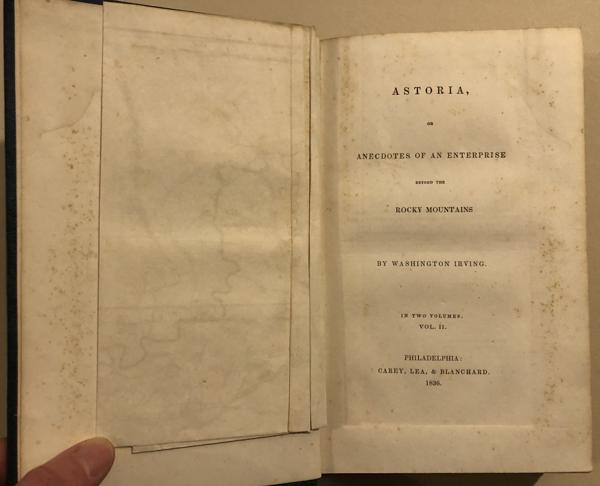 ASTORIA,
OR
ANECDOTES OF AN ENTERPRISE
BEYOND THE
ROCKY MOUNTAINS
BY WASHINGTON IRVING.
IN TWO VOLUMES.
VOL. II.
PHILADELPHIA:
CAREY, LEA, & BLANCHARD.
1836.